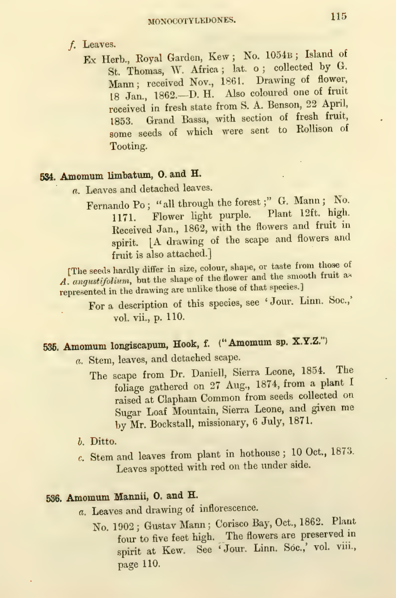 MONOCOTYLEDONES. 115
f. Leaves.
Ex Herb., Royal Garden, Kew; No. 1054B; Island of
St. Thomas, W. Africa; lat. o; collected by G.
Mann; received Nov., 1861. Drawing of flower,
18 Jan., 1862.—D. H. Also coloured one of fruit
received in fresh state from S. A. Benson, 22 April,
1853. Grand Bassa, with section of fresh fruit,
some seeds of which were sent to Rollison of
Tooting.
534. Amomum limbatum, O. and H.
a. Leaves and detached leaves.
Fernando Po; "all through the forest;" G. Mann; No.
1171. Flower light purple. Plant 12ft. high.
Received Jan., 1862, with the flowers and fruit in
spirit. [A drawing of the scape and flowers and
fruit is also attached.]
[The seeds hardly differ in size, colour, shape, or taste from those of
A. angustifolium, but the shape of the flower and the smooth fruit as
represented in the drawing are unlike those of that species.]
For a description of this species, see 'Jour. Linn. Soc.,'
vol. vii., p. 110.
535. Amomum longiscapum, Hook, f. ("Amomum sp. X.Y.Z.")
a. Stem, leaves, and detached scape.
The scape from Dr. Daniell, Sierra Leone, 1854. The
foliage gathered on 27 Aug., 1874, from a plant I
raised at Clapham Common from seeds collected on
Sugar Loaf Mountain, Sierra Leone, and given me
by Mr. Bockstall, missionary, 6 July, 1871.
b. Ditto.
c. Stem and leaves from plant in hothouse; 10 Oct., 1873.
Leaves spotted with red on the under side.
536. Amomum Mannii, O. and H.
a. Leaves and drawing of inflorescence.
No. 1902; Gustav Mann; Corisco Bay, Oct., 1862. Plant
four to five feet high. The flowers are preserved in
spirit at Kew. See 'Jour. Linn. Soc.,' vol. viii.,
page 110.